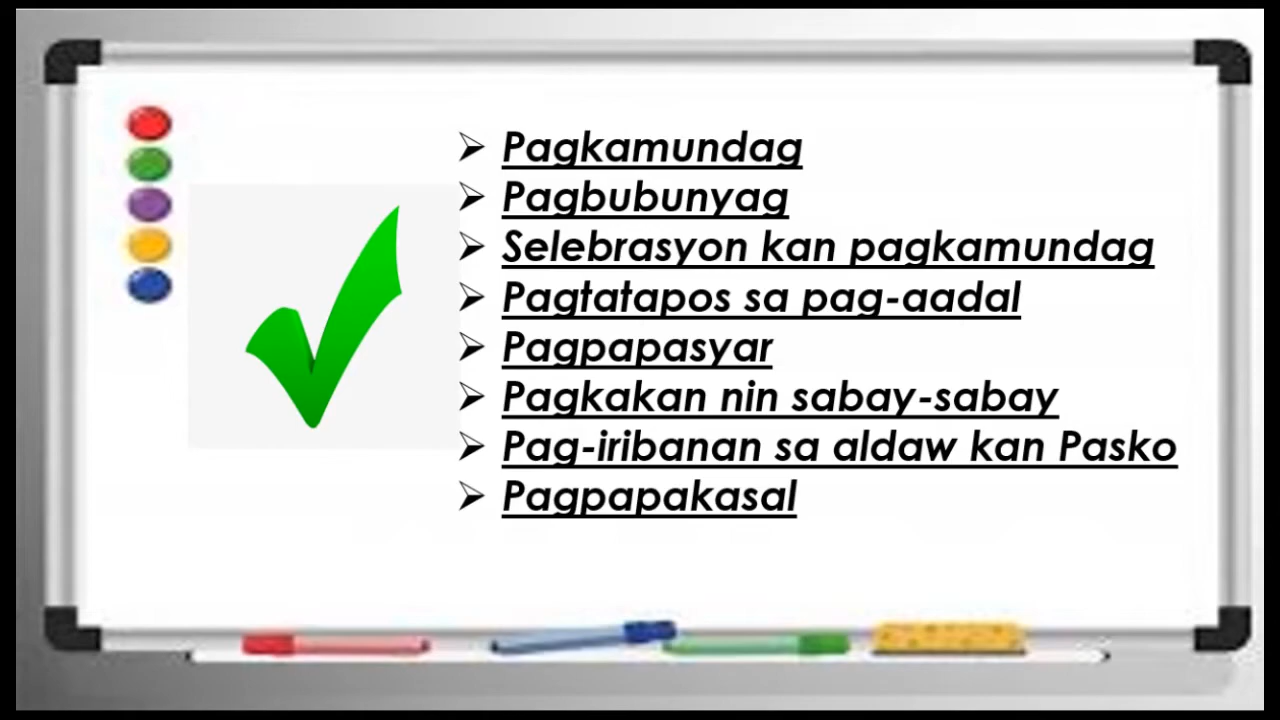 Pagkamundag
Pagbubunyag
Selebrasyon kan pagkamundag
Pagtatapos sa pag-aadal
Pagpapasyar
Pagkakan nin sabay-sabay
Pag-iribanan sa aldaw kan Pasko
Pagpapakasal